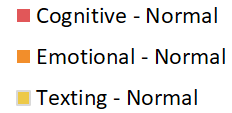 Cognitive - Normal
Emotional - Normal
Texting - Normal